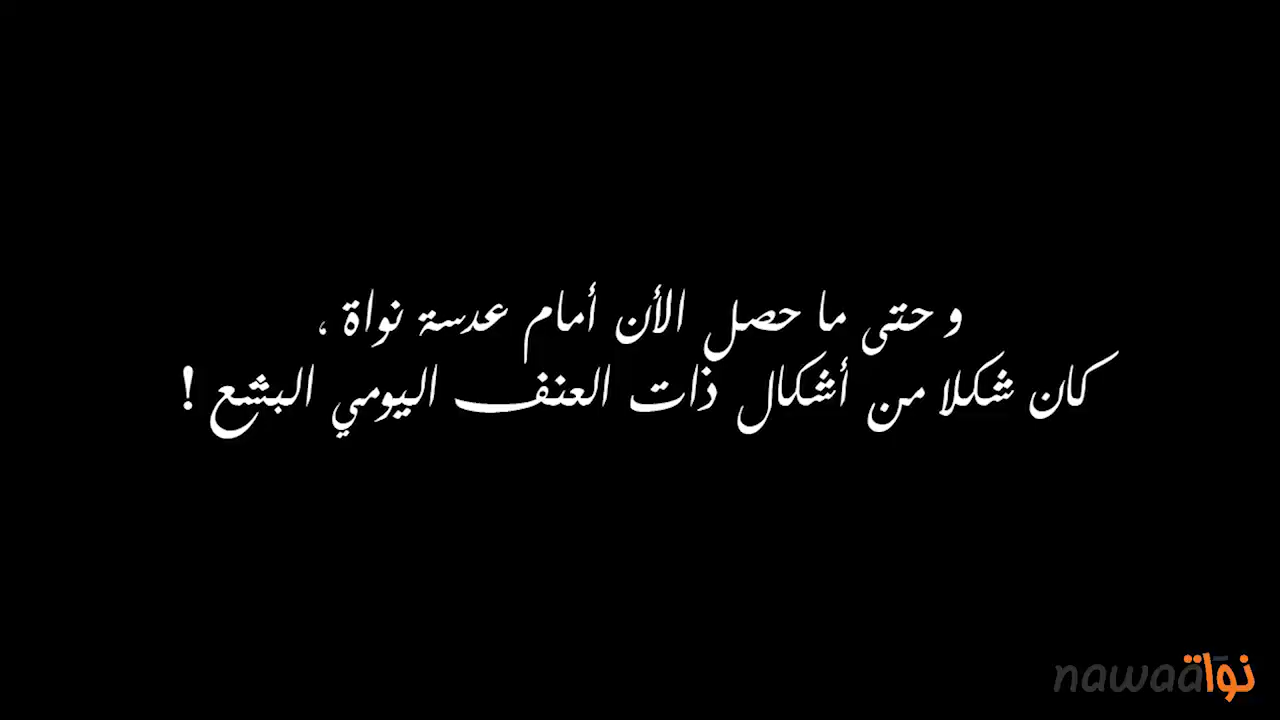 و حتى ما حصل الأن أمام عدسة نواة ،
كان شكلا من أشكال ذات العنف اليومي البشع !
nawaat نواة